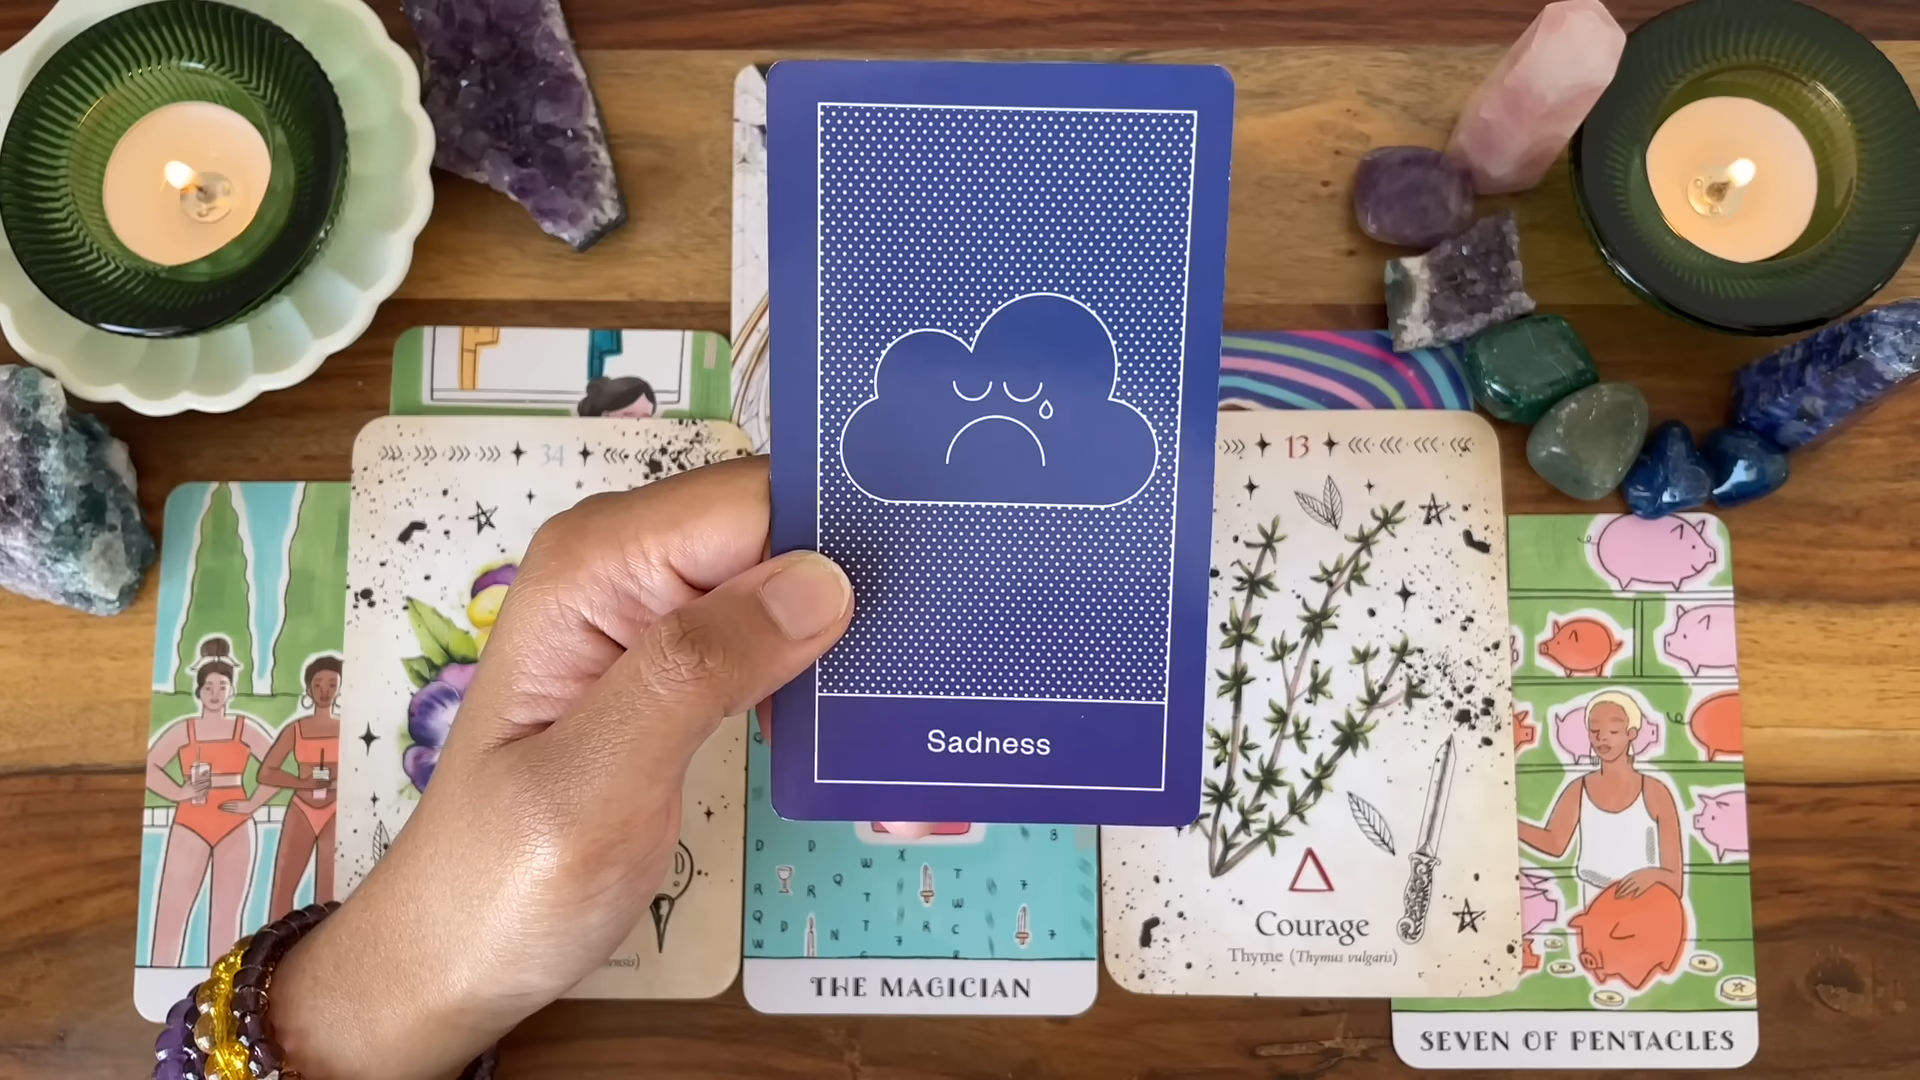 34
13
Sadness
Courage
Thyme (Thymus vulgaris)
THE MAGICIAN
SEVEN OF PENTACLES